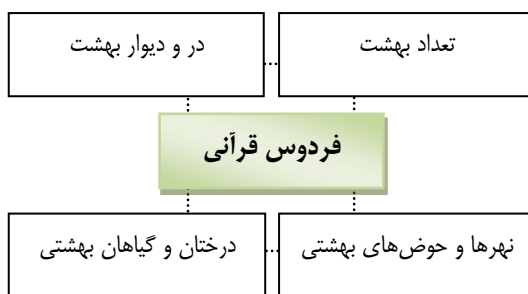 تعداد بهشت
در و دیوار بهشت
فردوس قرآنی
نهرها و حوض‌های بهشتی
درختان و گیاهان بهشتی